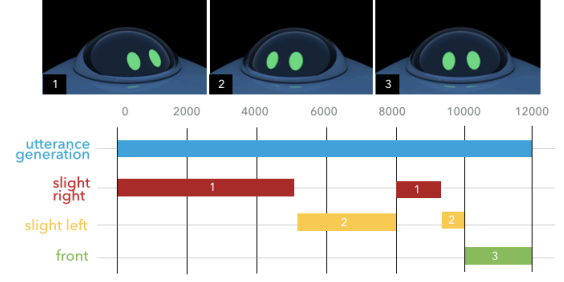 1 2 3
0 2000 4000 6000 8000 10000 12000
utterance
generation
slight
right
1 1
slight left 2 2
front 3